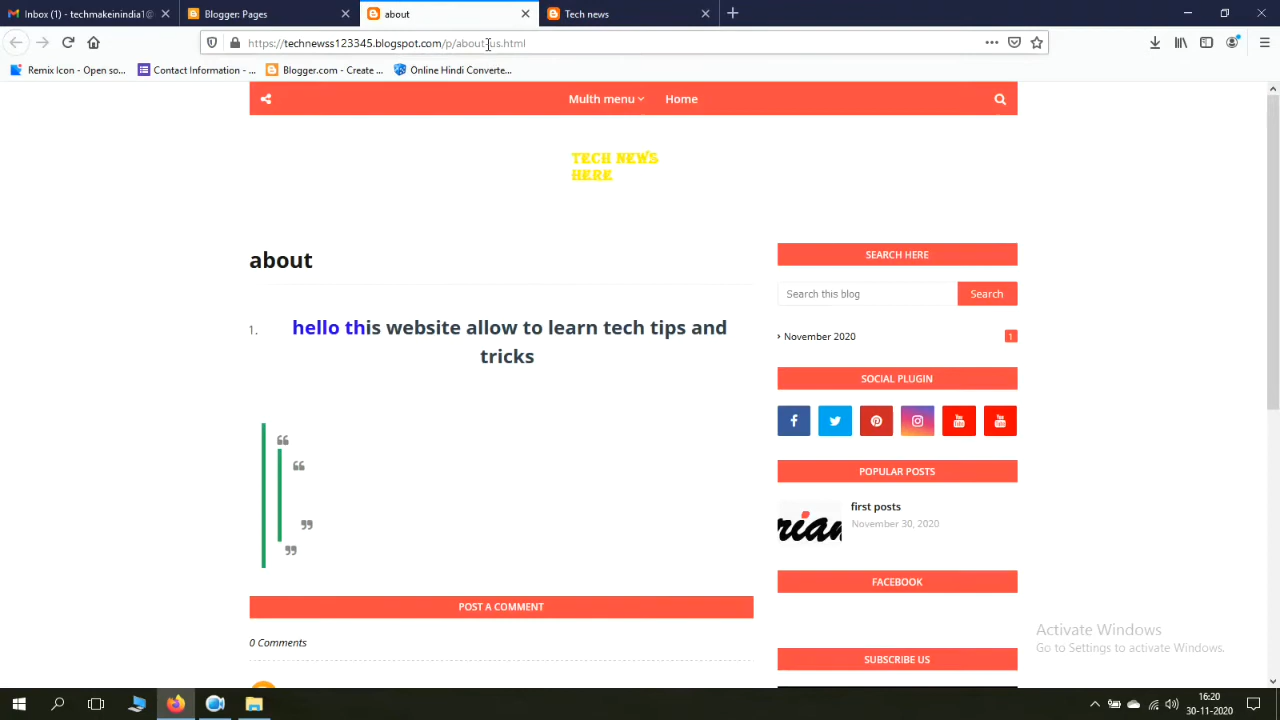 Inbox (1) - techmakeindia1@
Blogger: Pages
about
Tech news
https://technewss123345.blogspot.com/p/about-us.html
Remix Icon - Open so...
Contact Information - ...
Blogger.com - Create ...
Online Hindi Converte...
Multh menu
Home
TECH NEWS
HERE
about
1. hello this website allow to learn tech tips and
tricks
POST A COMMENT
0 Comments
SEARCH HERE
Search this blog
Search
November 2020
1
SOCIAL PLUGIN
POPULAR POSTS
first posts
November 30, 2020
FACEBOOK
SUBSCRIBE US
Activate Windows
Go to Settings to activate Windows.
16:20
30-11-2020